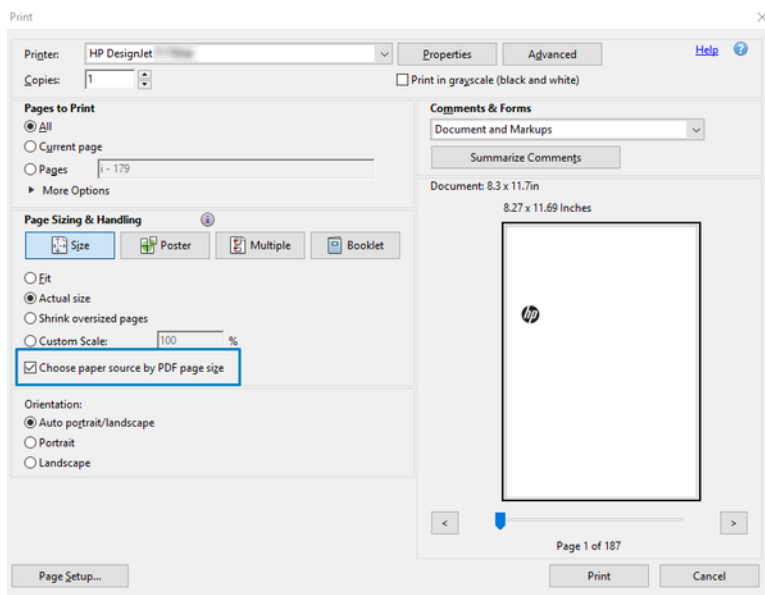 Print
Printer: HP DesignJet
Properties
Advanced
Help
Copies: 1
Print in grayscale (black and white)
Pages to Print
All
Current page
Pages i - 179
More Options
Comments & Forms
Document and Markups
Summarize Comments
Page Sizing & Handling
Size
Poster
Multiple
Booklet
Fit
Actual size
Shrink oversized pages
Custom Scale: 100 %
Choose paper source by PDF page size
Orientation:
Auto portrait/landscape
Portrait
Landscape
Document: 8.3 x 11.7in
8.27 x 11.69 Inches
hp
< >
Page 1 of 187
Page Setup...
Print
Cancel